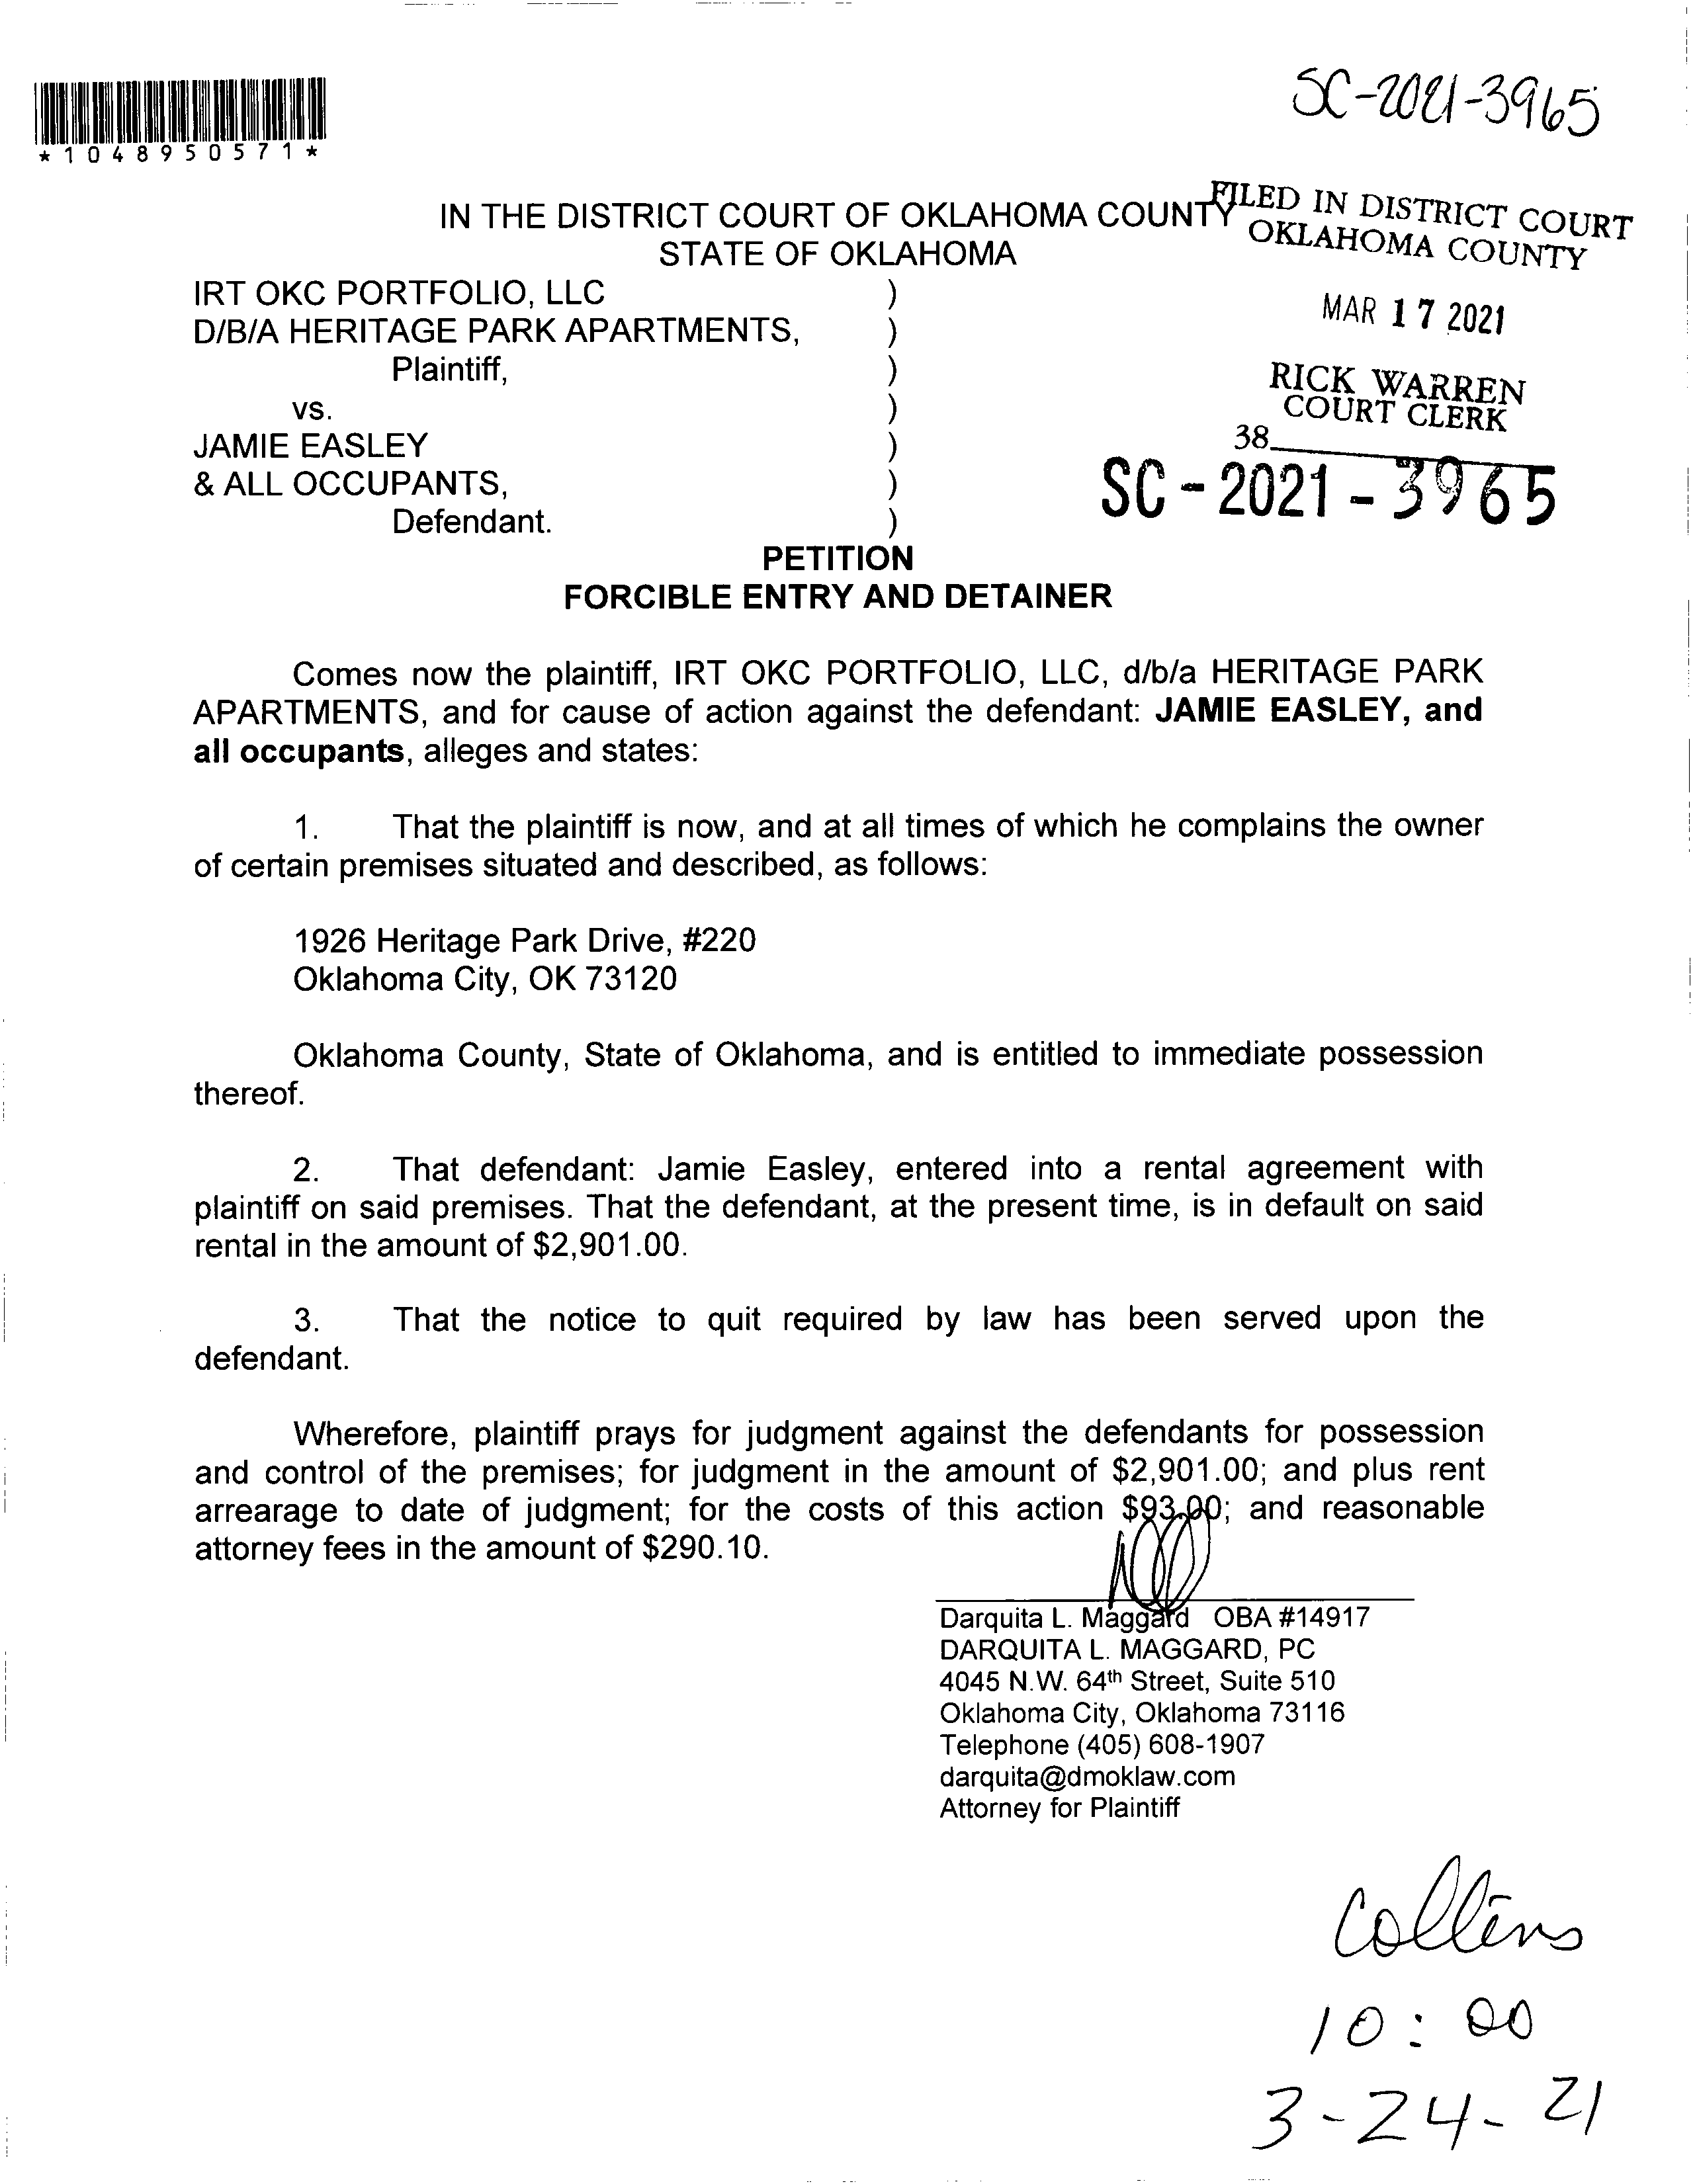 SC-2021-3965
*1048950571*
IN THE DISTRICT COURT OF OKLAHOMA COUNTY
STATE OF OKLAHOMA
FILED IN DISTRICT COURT
OKLAHOMA COUNTY
MAR 17 2021
RICK WARREN
COURT CLERK
38
SC - 2021 - 3965
IRT OKC PORTFOLIO, LLC )
D/B/A HERITAGE PARK APARTMENTS, )
Plaintiff, )
vs. )
JAMIE EASLEY )
& ALL OCCUPANTS, )
Defendant. )
PETITION
FORCIBLE ENTRY AND DETAINER
Comes now the plaintiff, IRT OKC PORTFOLIO, LLC, d/b/a HERITAGE PARK
APARTMENTS, and for cause of action against the defendant: JAMIE EASLEY, and
all occupants, alleges and states:
1. That the plaintiff is now, and at all times of which he complains the owner
of certain premises situated and described, as follows:
1926 Heritage Park Drive, #220
Oklahoma City, OK 73120
Oklahoma County, State of Oklahoma, and is entitled to immediate possession
thereof.
2. That defendant: Jamie Easley, entered into a rental agreement with
plaintiff on said premises. That the defendant, at the present time, is in default on said
rental in the amount of $2,901.00.
3. That the notice to quit required by law has been served upon the
defendant.
Wherefore, plaintiff prays for judgment against the defendants for possession
and control of the premises; for judgment in the amount of $2,901.00; and plus rent
arrearage to date of judgment; for the costs of this action $93.00; and reasonable
attorney fees in the amount of $290.10.
Darquita L. Maggard OBA #14917
DARQUITA L. MAGGARD, PC
4045 N.W. 64th Street, Suite 510
Oklahoma City, Oklahoma 73116
Telephone (405) 608-1907
darquita@dmoklaw.com
Attorney for Plaintiff
Collins
10:00
3-24-21